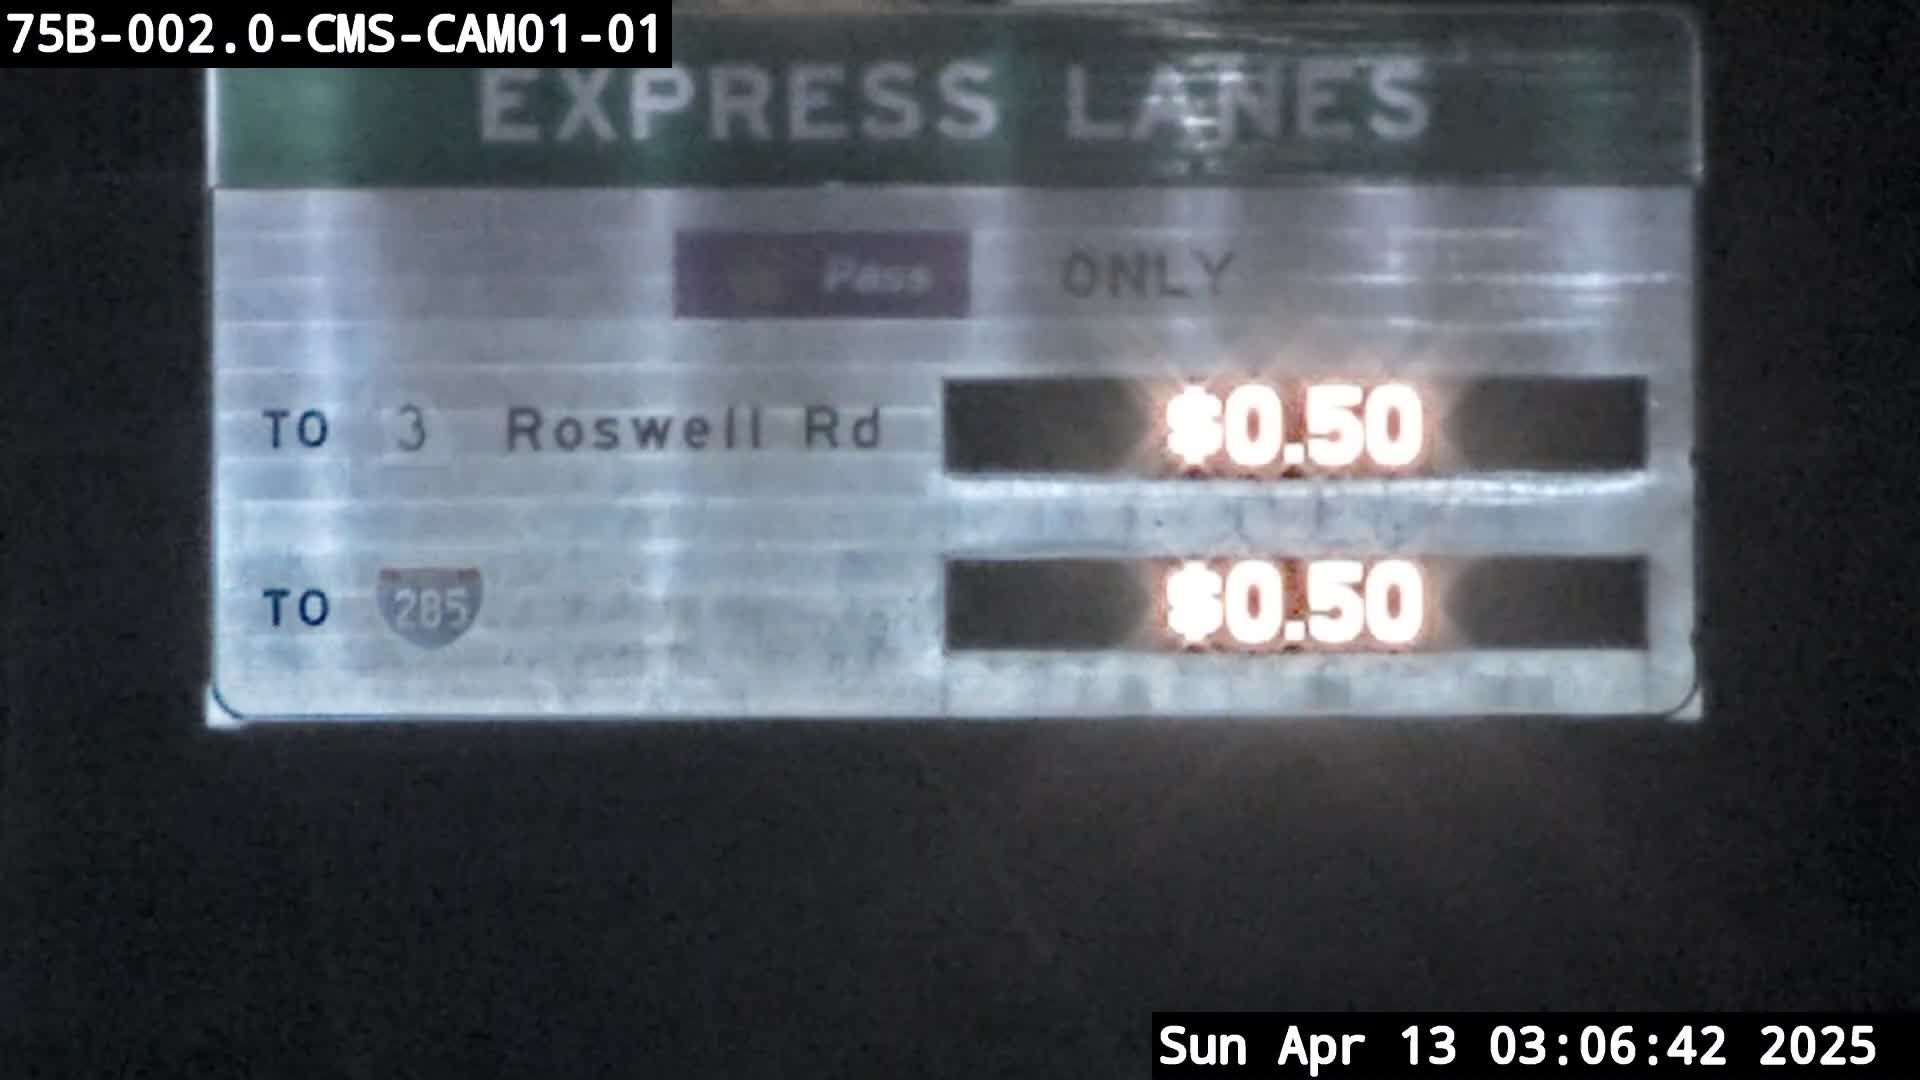 75B-002.0-CMS-CAM01-01
EXPRESS LANES
Pass ONLY
TO 3 Roswell Rd $0.50
TO 285 $0.50
Sun Apr 13 03:06:42 2025